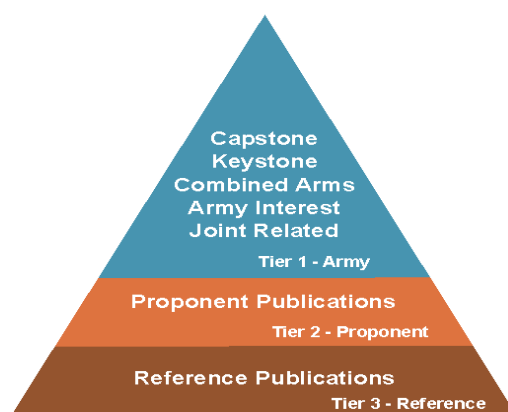 Capstone
Keystone
Combined Arms
Army Interest
Joint Related
Tier 1 - Army
Proponent Publications
Tier 2 - Proponent
Reference Publications
Tier 3 - Reference